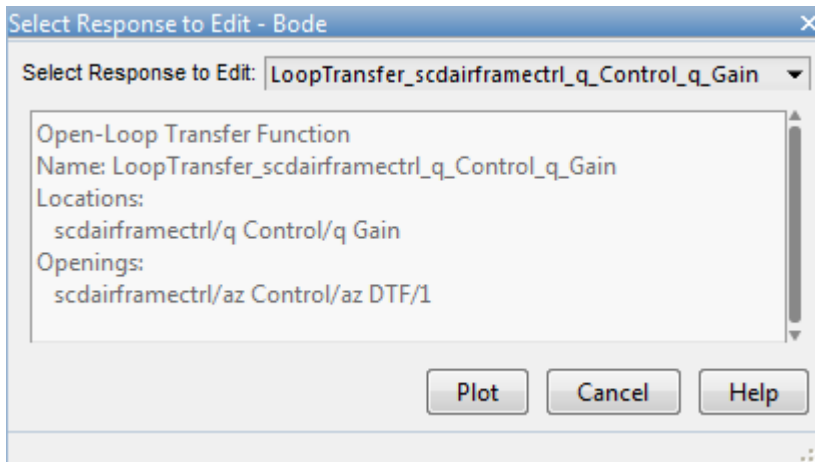 Select Response to Edit - Bode
Select Response to Edit: LoopTransfer_scdairframectrl_q_Control_q_Gain
Open-Loop Transfer Function
Name: LoopTransfer_scdairframectrl_q_Control_q_Gain
Locations:
scdairframectrl/q Control/q Gain
Openings:
scdairframectrl/az Control/az DTF/1
Plot Cancel Help